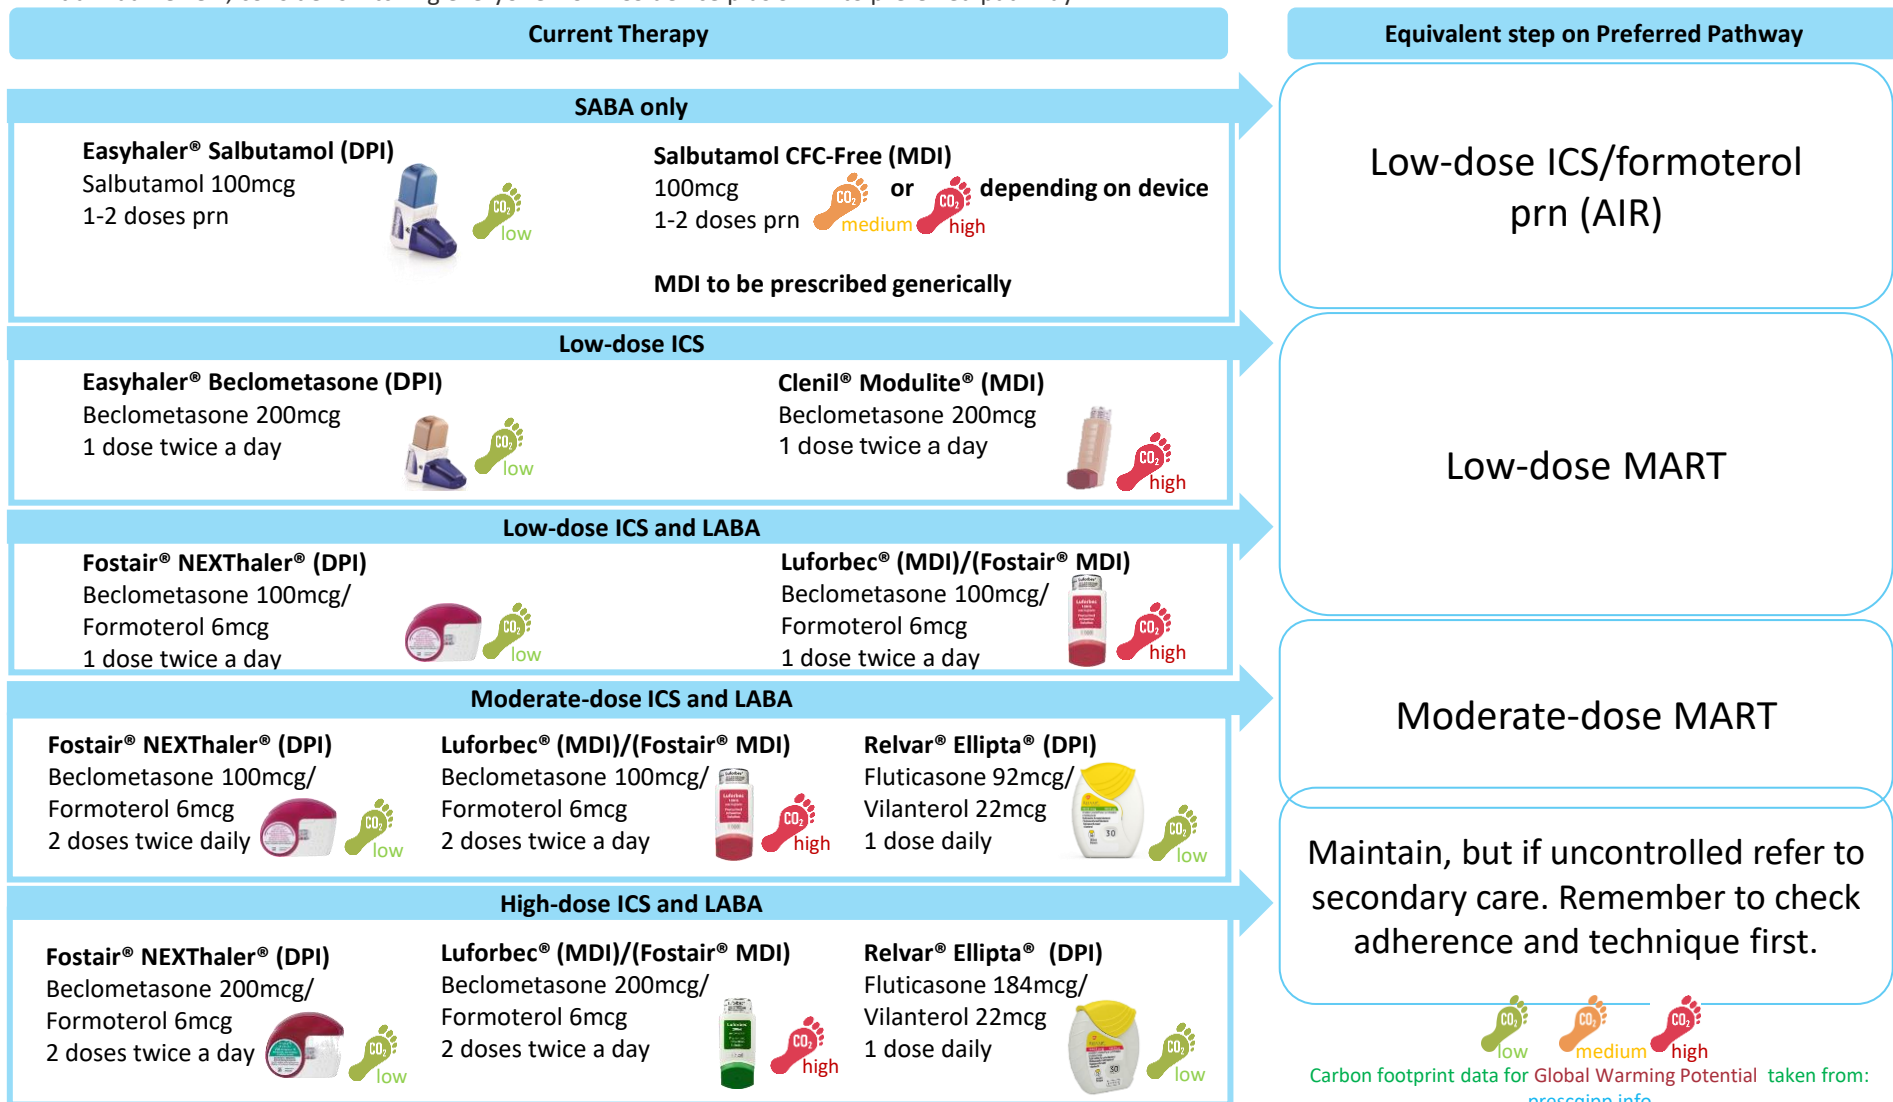 Current Therapy
Equivalent step on Preferred Pathway
SABA only
Easyhaler® Salbutamol (DPI)
Salbutamol 100mcg
1-2 doses prn
CO2
low
Salbutamol CFC-Free (MDI)
100mcg
CO2
or
CO2
depending on device
1-2 doses prn
medium
high
MDI to be prescribed generically
Low-dose ICS/formoterol
prn (AIR)
Low-dose ICS
Easyhaler® Beclometasone (DPI)
Beclometasone 200mcg
1 dose twice a day
CO2
low
Clenil® Modulite® (MDI)
Beclometasone 200mcg
1 dose twice a day
CO2
high
Low-dose MART
Low-dose ICS and LABA
Fostair® NEXThaler® (DPI)
Beclometasone 100mcg/
Formoterol 6mcg
1 dose twice a day
CO2
low
Luforbec® (MDI)/(Fostair® MDI)
Beclometasone 100mcg/
Formoterol 6mcg
1 dose twice a day
CO2
high
Moderate-dose ICS and LABA
Fostair® NEXThaler® (DPI)
Beclometasone 100mcg/
Formoterol 6mcg
2 doses twice daily
CO2
low
Luforbec® (MDI)/(Fostair® MDI)
Beclometasone 100mcg/
Formoterol 6mcg
2 doses twice a day
CO2
high
Relvar® Ellipta® (DPI)
Fluticasone 92mcg/
Vilanterol 22mcg
1 dose daily
30
CO2
low
Moderate-dose MART
Maintain, but if uncontrolled refer to
secondary care. Remember to check
adherence and technique first.
High-dose ICS and LABA
Fostair® NEXThaler® (DPI)
Beclometasone 200mcg/
Formoterol 6mcg
2 doses twice a day
CO2
low
Luforbec® (MDI)/(Fostair® MDI)
Beclometasone 200mcg/
Formoterol 6mcg
2 doses twice a day
CO2
high
Relvar® Ellipta® (DPI)
Fluticasone 184mcg/
Vilanterol 22mcg
1 dose daily
30
CO2
low
CO2
low
CO2
medium
CO2
high
Carbon footprint data for Global Warming Potential taken from: